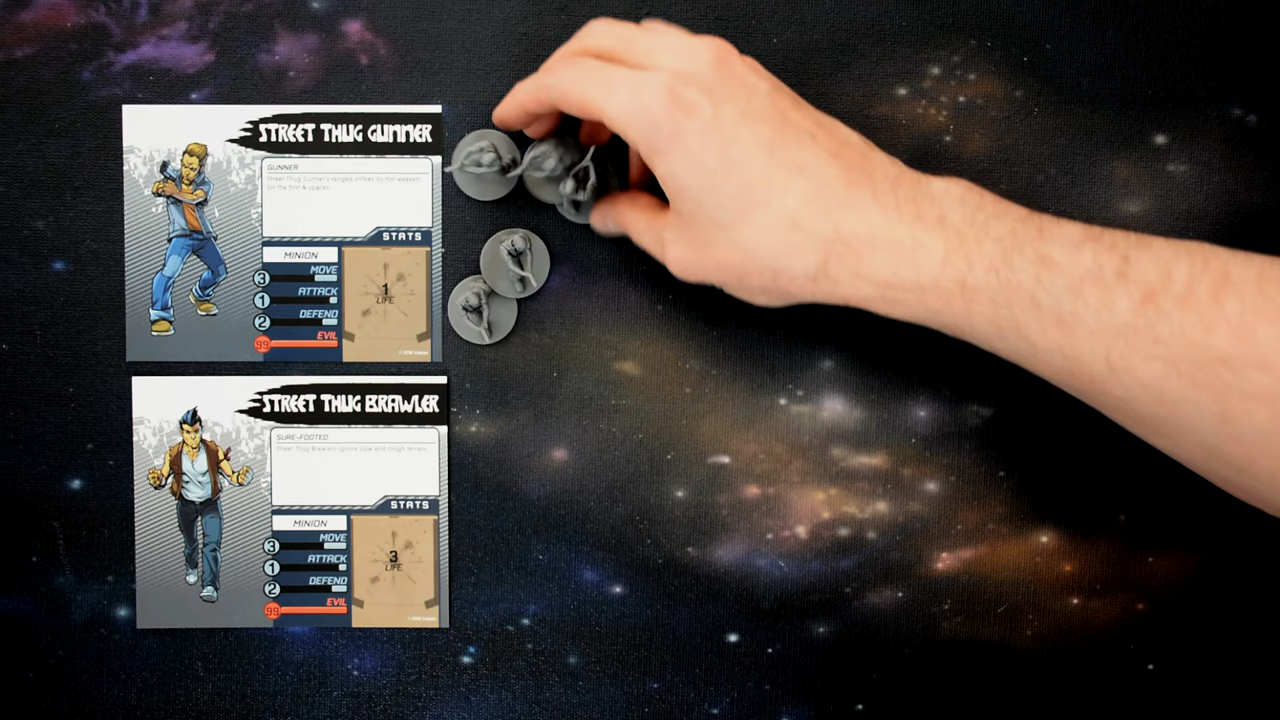 STREET THUG GUNNER
GUNNER
Street Thug Gunner's ranged strikes do not weaken
for the first 4 spaces.
STATS
MINION
3 MOVE
1 ATTACK
2 DEFEND
99 EVIL
1
LIFE
STREET THUG BRAWLER
SURE-FOOTED
Street Thug Brawlers ignore slow and rough terrain.
STATS
MINION
3 MOVE
1 ATTACK
2 DEFEND
99 EVIL
3
LIFE